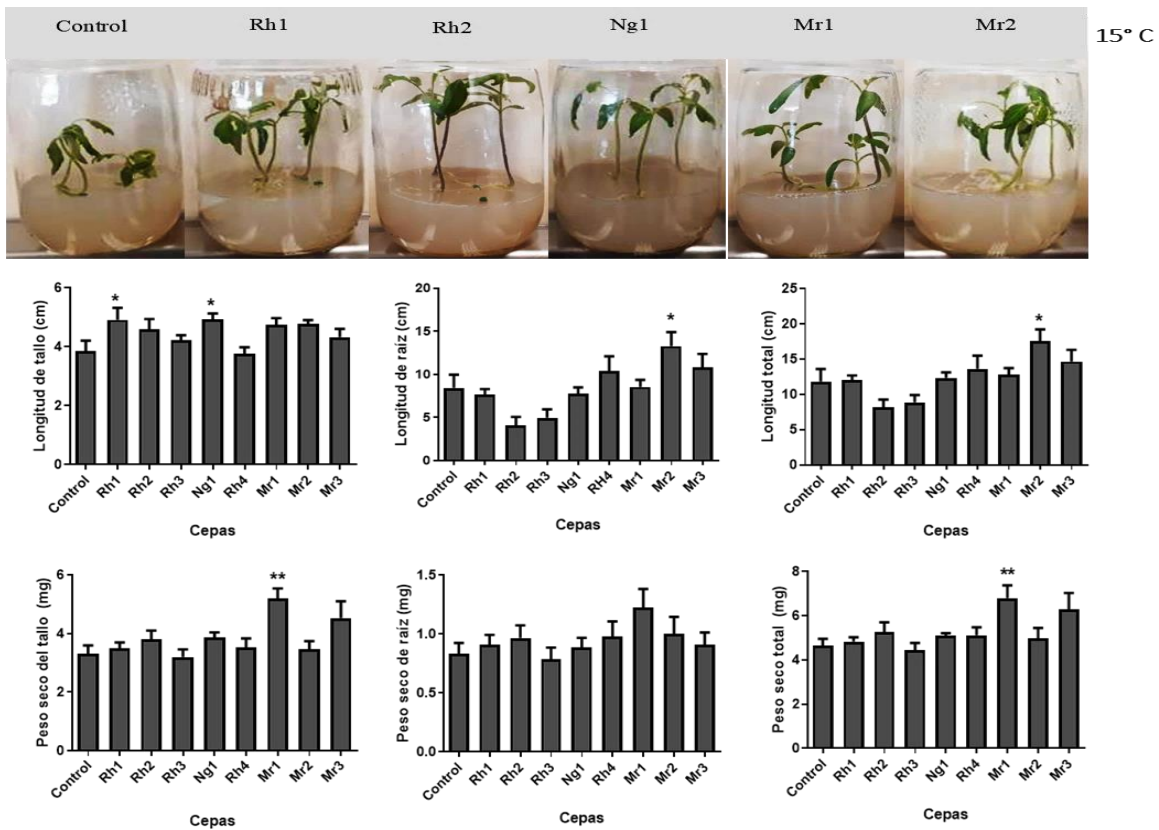 Control Rh1 Rh2 Ng1 Mr1 Mr2 15° C
Longitud de tallo (cm)
6
*
*
4
2
0
Control Rh1 Rh2 Rh3 Ng1 Rh4 Mr1 Mr2 Mr3
Cepas
Longitud de raíz (cm)
20
*
15
10
5
0
Control Rh1 Rh2 Rh3 Ng1 RH4 Mr1 Mr2 Mr3
Cepas
Longitud total (cm)
25
*
20
15
10
5
0
Control Rh1 Rh2 Rh3 Ng1 Rh4 Mr1 Mr2 Mr3
Cepas
Peso seco del tallo (mg)
6
**
4
2
0
Control Rh1 Rh2 Rh3 Ng1 Rh4 Mr1 Mr2 Mr3
Cepas
Peso seco de raíz (mg)
1.5
1.0
0.5
0.0
Control Rh1 Rh2 Rh3 Ng1 Rh4 Mr1 Mr2 Mr3
Cepas
Peso seco total (mg)
8
**
6
4
2
0
Control Rh1 Rh2 Rh3 Ng1 Rh4 Mr1 Mr2 Mr3
Cepas